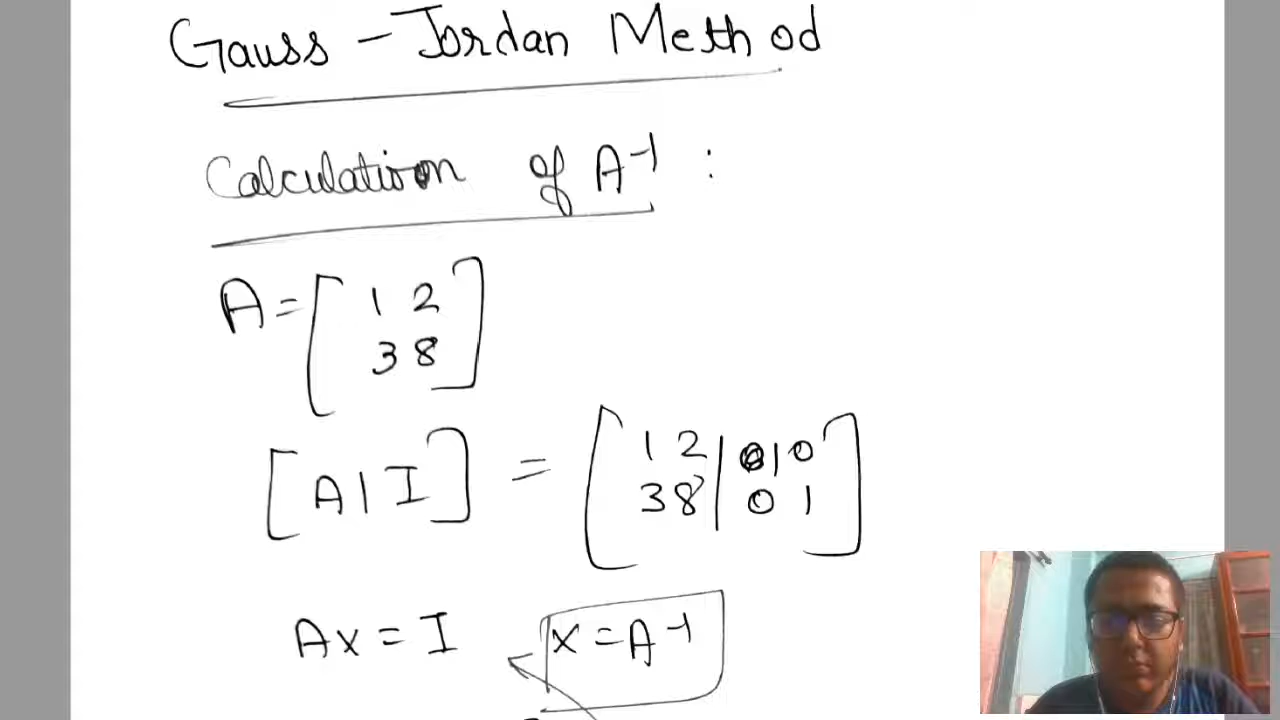 Gauss - Jordan Method
Calculation of A⁻¹ :
A = [ 1 2
3 8 ]
[ A | I ] = [ 1 2 | 1 0
3 8 | 0 1 ]
AX = I X = A⁻¹